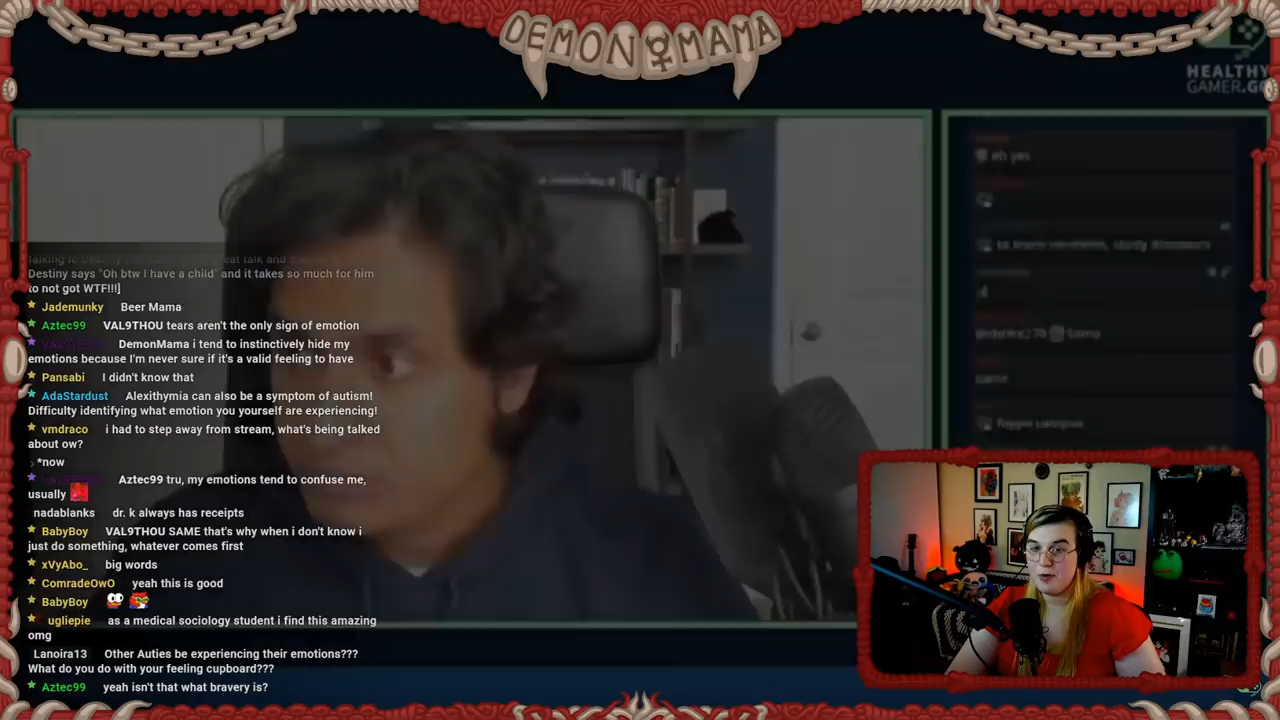 DEMON MAMA
HEALTHY
GAMER.GG
eh yes
Destiny says "Oh btw I have a child" and it takes so much for him
to not got WTF!!!]
Jademunky Beer Mama
Aztec99 VAL9THOU tears aren't the only sign of emotion
VAL9THOU DemonMama i tend to instinctively hide my
emotions because I'm never sure if it's a valid feeling to have
Pansabi I didn't know that
AdaStardust Alexithymia can also be a symptom of autism!
Difficulty identifying what emotion you yourself are experiencing!
vmdraco i had to step away from stream, what's being talked
about ow?
*now
VAL9THOU Aztec99 tru, my emotions tend to confuse me,
usually
nadablanks dr. k always has receipts
BabyBoy VAL9THOU SAME that's why when i don't know i
just do something, whatever comes first
xVyAbo_ big words
ComradeOwO yeah this is good
BabyBoy
ugliepie as a medical sociology student i find this amazing
omg
Lanoira13 Other Auties be experiencing their emotions???
What do you do with your feeling cupboard???
Aztec99 yeah isn't that what bravery is?